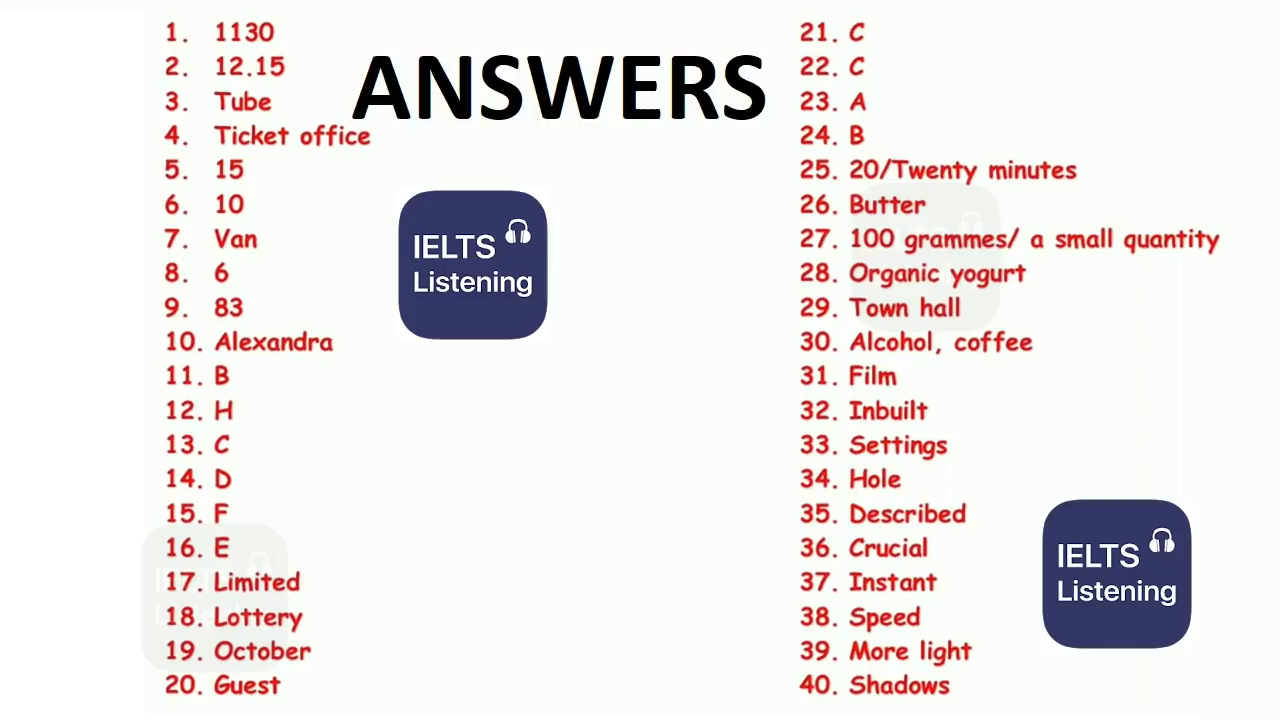 ANSWERS
1. 1130
2. 12.15
3. Tube
4. Ticket office
5. 15
6. 10
7. Van
8. 6
9. 83
10. Alexandra
11. B
12. H
13. C
14. D
15. F
16. E
17. Limited
18. Lottery
19. October
20. Guest
IELTS
Listening
21. C
22. C
23. A
24. B
25. 20/Twenty minutes
26. Butter
27. 100 grammes/ a small quantity
28. Organic yogurt
29. Town hall
30. Alcohol, coffee
31. Film
32. Inbuilt
33. Settings
34. Hole
35. Described
36. Crucial
37. Instant
38. Speed
39. More light
40. Shadows
IELTS
Listening